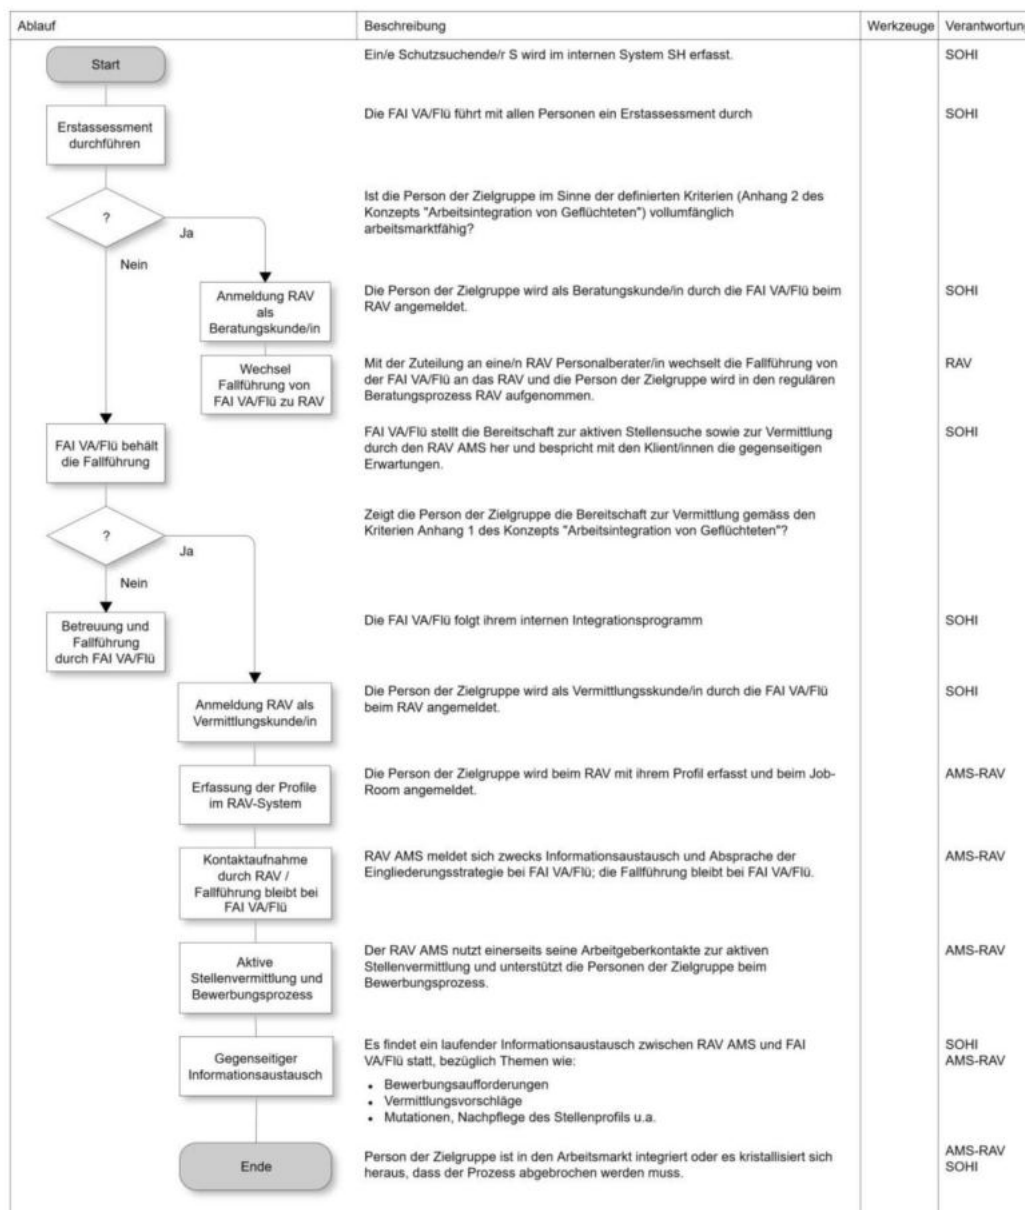 Ablauf Beschreibung Werkzeuge Verantwortung
Start
Ein/e Schutzsuchende/r S wird im internen System SH erfasst.
SOHI
Erstassessment
durchführen
Die FAI VA/Flü führt mit allen Personen ein Erstassessment durch
SOHI
?
Ja
Nein
Ist die Person der Zielgruppe im Sinne der definierten Kriterien (Anhang 2 des
Konzepts "Arbeitsintegration von Geflüchteten") vollumfänglich
arbeitsmarktfähig?
Anmeldung RAV
als
Beratungskunde/in
Die Person der Zielgruppe wird als Beratungskunde/in durch die FAI VA/Flü beim
RAV angemeldet.
SOHI
Wechsel
Fallführung von
FAI VA/Flü zu RAV
Mit der Zuteilung an eine/n RAV Personalberater/in wechselt die Fallführung von
der FAI VA/Flü an das RAV und die Person der Zielgruppe wird in den regulären
Beratungsprozess RAV aufgenommen.
RAV
FAI VA/Flü behält
die Fallführung
FAI VA/Flü stellt die Bereitschaft zur aktiven Stellensuche sowie zur Vermittlung
durch den RAV AMS her und bespricht mit den Klient/innen die gegenseitigen
Erwartungen.
SOHI
?
Ja
Nein
Zeigt die Person der Zielgruppe die Bereitschaft zur Vermittlung gemäss den
Kriterien Anhang 1 des Konzepts "Arbeitsintegration von Geflüchteten"?
Betreuung und
Fallführung
durch FAI VA/Flü
Die FAI VA/Flü folgt ihrem internen Integrationsprogramm
SOHI
Anmeldung RAV als
Vermittlungskunde/in
Die Person der Zielgruppe wird als Vermittlungsskunde/in durch die FAI VA/Flü
beim RAV angemeldet.
SOHI
Erfassung der Profile
im RAV-System
Die Person der Zielgruppe wird beim RAV mit ihrem Profil erfasst und beim Job-
Room angemeldet.
AMS-RAV
Kontaktaufnahme
durch RAV /
Fallführung bleibt bei
FAI VA/Flü
RAV AMS meldet sich zwecks Informationsaustausch und Absprache der
Eingliederungsstrategie bei FAI VA/Flü; die Fallführung bleibt bei FAI VA/Flü.
AMS-RAV
Aktive
Stellenvermittlung und
Bewerbungsprozess
Der RAV AMS nutzt einerseits seine Arbeitgeberkontakte zur aktiven
Stellenvermittlung und unterstützt die Personen der Zielgruppe beim
Bewerbungsprozess.
AMS-RAV
Gegenseitiger
Informationsaustausch
Es findet ein laufender Informationsaustausch zwischen RAV AMS und FAI
VA/Flü statt, bezüglich Themen wie:
• Bewerbungsaufforderungen
• Vermittlungsvorschläge
• Mutationen, Nachpflege des Stellenprofils u.a.
SOHI
AMS-RAV
Ende
Person der Zielgruppe ist in den Arbeitsmarkt integriert oder es kristallisiert sich
heraus, dass der Prozess abgebrochen werden muss.
AMS-RAV
SOHI